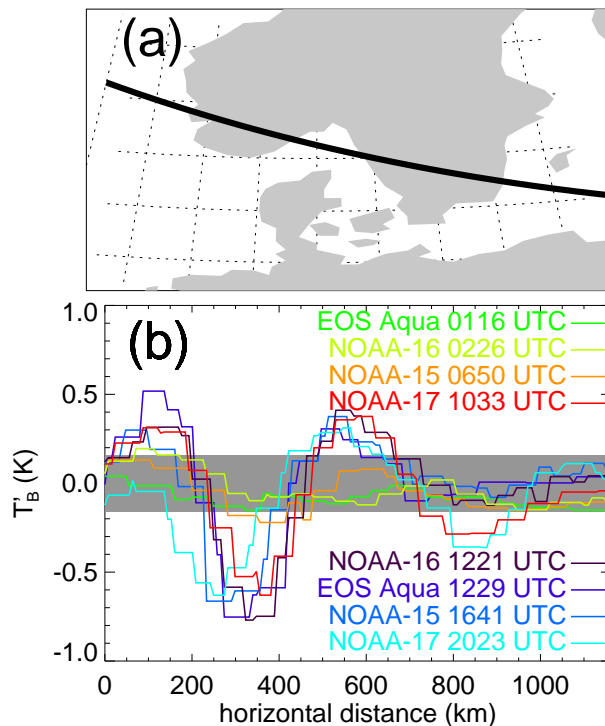 (a)
(b)
EOS Aqua 0116 UTC
NOAA-16 0226 UTC
NOAA-15 0650 UTC
NOAA-17 1033 UTC
NOAA-16 1221 UTC
EOS Aqua 1229 UTC
NOAA-15 1641 UTC
NOAA-17 2023 UTC
1.0
0.5
0.0
-0.5
-1.0
T'B (K)
0 200 400 600 800 1000
horizontal distance (km)